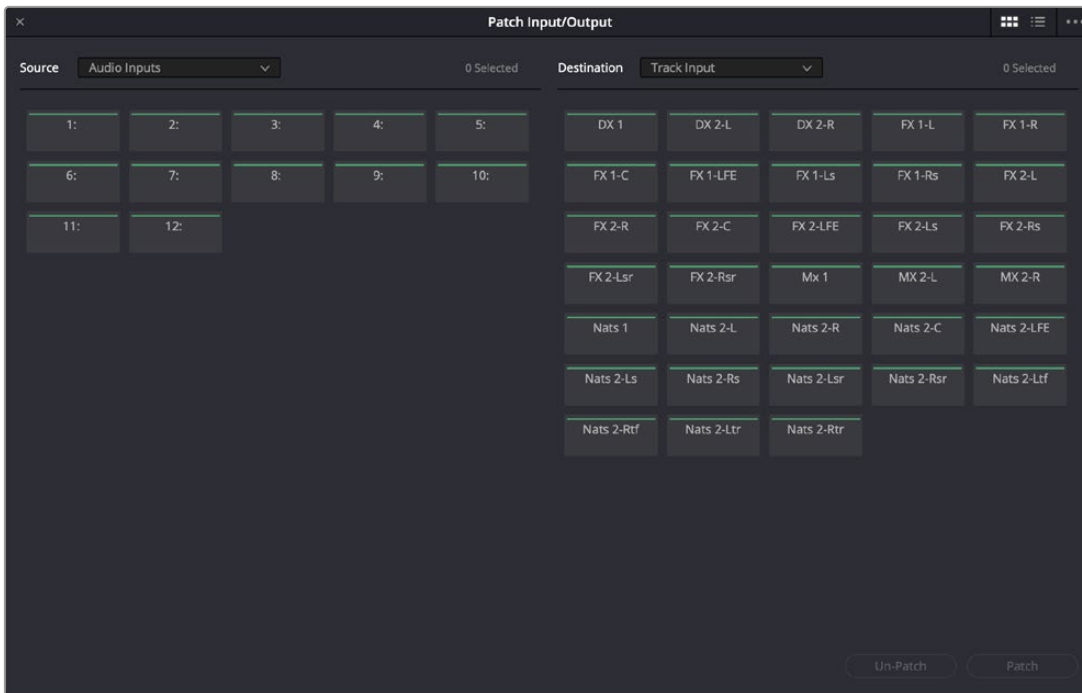 × Patch Input/Output
Source Audio Inputs 0 Selected
1: 2: 3: 4: 5:
6: 7: 8: 9: 10:
11: 12:
Destination Track Input 0 Selected
DX 1 DX 2-L DX 2-R FX 1-L FX 1-R
FX 1-C FX 1-LFE FX 1-Ls FX 1-Rs FX 2-L
FX 2-R FX 2-C FX 2-LFE FX 2-Ls FX 2-Rs
FX 2-Lsr FX 2-Rsr Mx 1 MX 2-L MX 2-R
Nats 1 Nats 2-L Nats 2-R Nats 2-C Nats 2-LFE
Nats 2-Ls Nats 2-Rs Nats 2-Lsr Nats 2-Rsr Nats 2-Ltf
Nats 2-Rtf Nats 2-Ltr Nats 2-Rtr
Un-Patch Patch